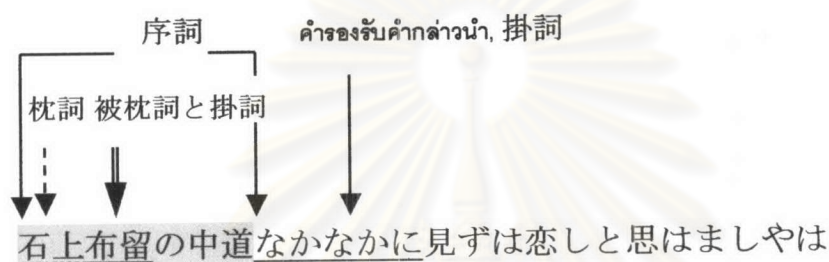 序詞 คำรองรับคำกล่าวนำ, 掛詞
枕詞 被枕詞と掛詞
石上布留の中道なかなかに見ずは恋しと思はましやは